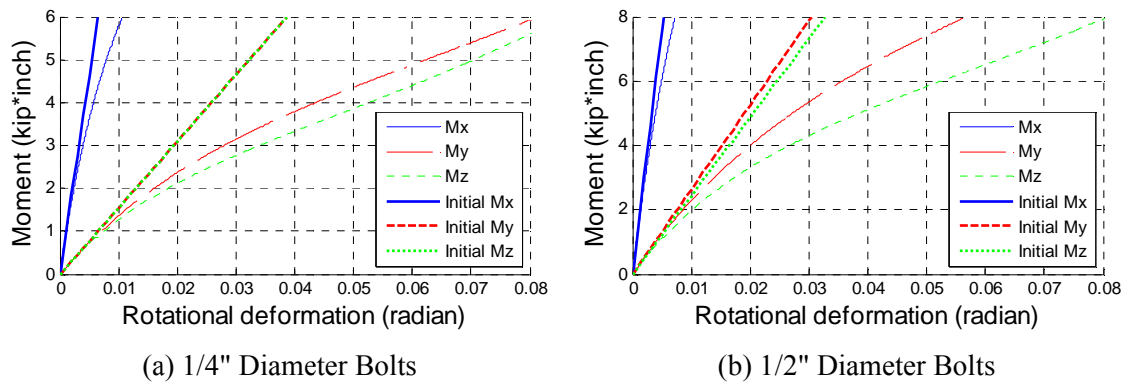 6
5
4
3
2
1
0
Moment (kip*inch)
0 0.01 0.02 0.03 0.04 0.05 0.06 0.07 0.08
Rotational deformation (radian)
Mx
My
Mz
Initial Mx
Initial My
Initial Mz
(a) 1/4" Diameter Bolts
8
6
4
2
0
Moment (kip*inch)
0 0.01 0.02 0.03 0.04 0.05 0.06 0.07 0.08
Rotational deformation (radian)
Mx
My
Mz
Initial Mx
Initial My
Initial Mz
(b) 1/2" Diameter Bolts